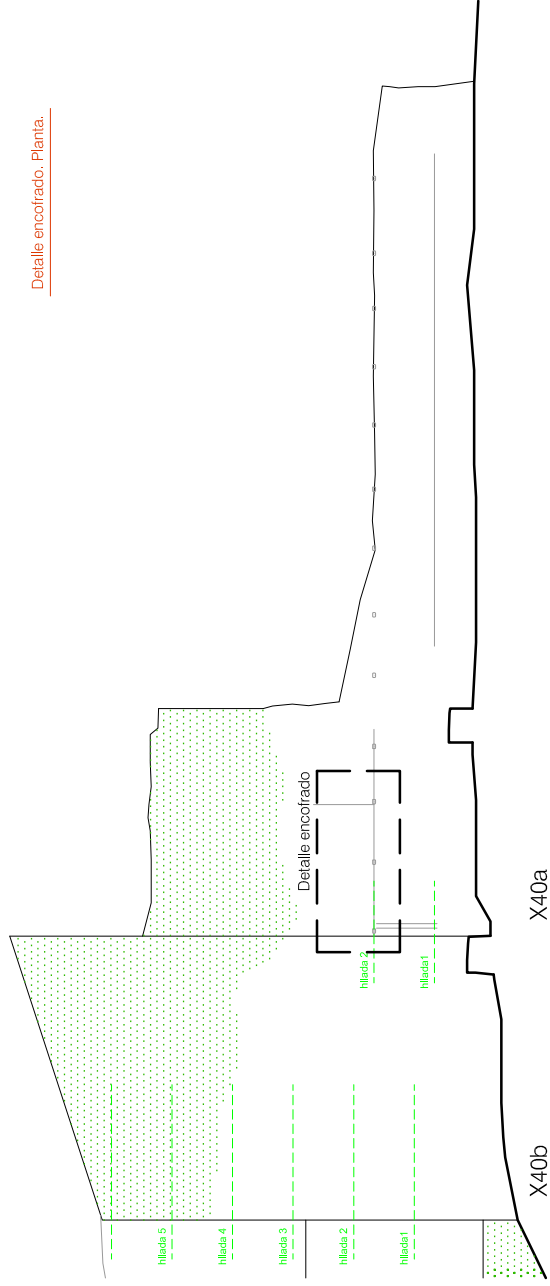 Detalle encofrado. Planta.
Detalle encofrado
hilada 5
hilada 4
hilada 3
hilada 2
hilada1
hilada 2
hilada1
X40b
X40a